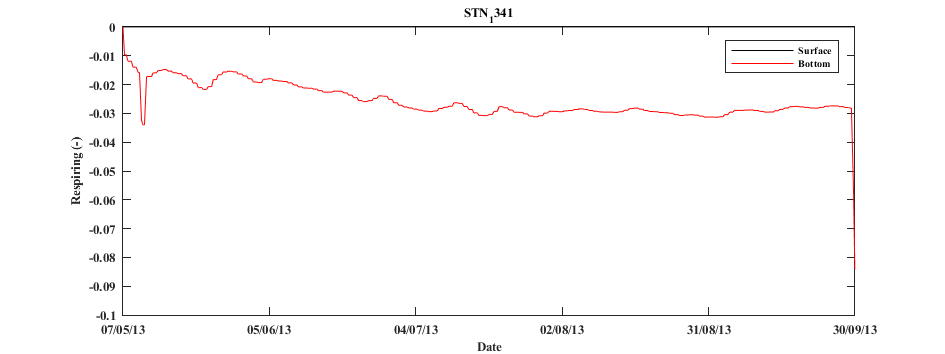 STN1341
Surface
Bottom
Respiring (-)
0
-0.01
-0.02
-0.03
-0.04
-0.05
-0.06
-0.07
-0.08
-0.09
-0.1
07/05/13 05/06/13 04/07/13 02/08/13 31/08/13 30/09/13
Date